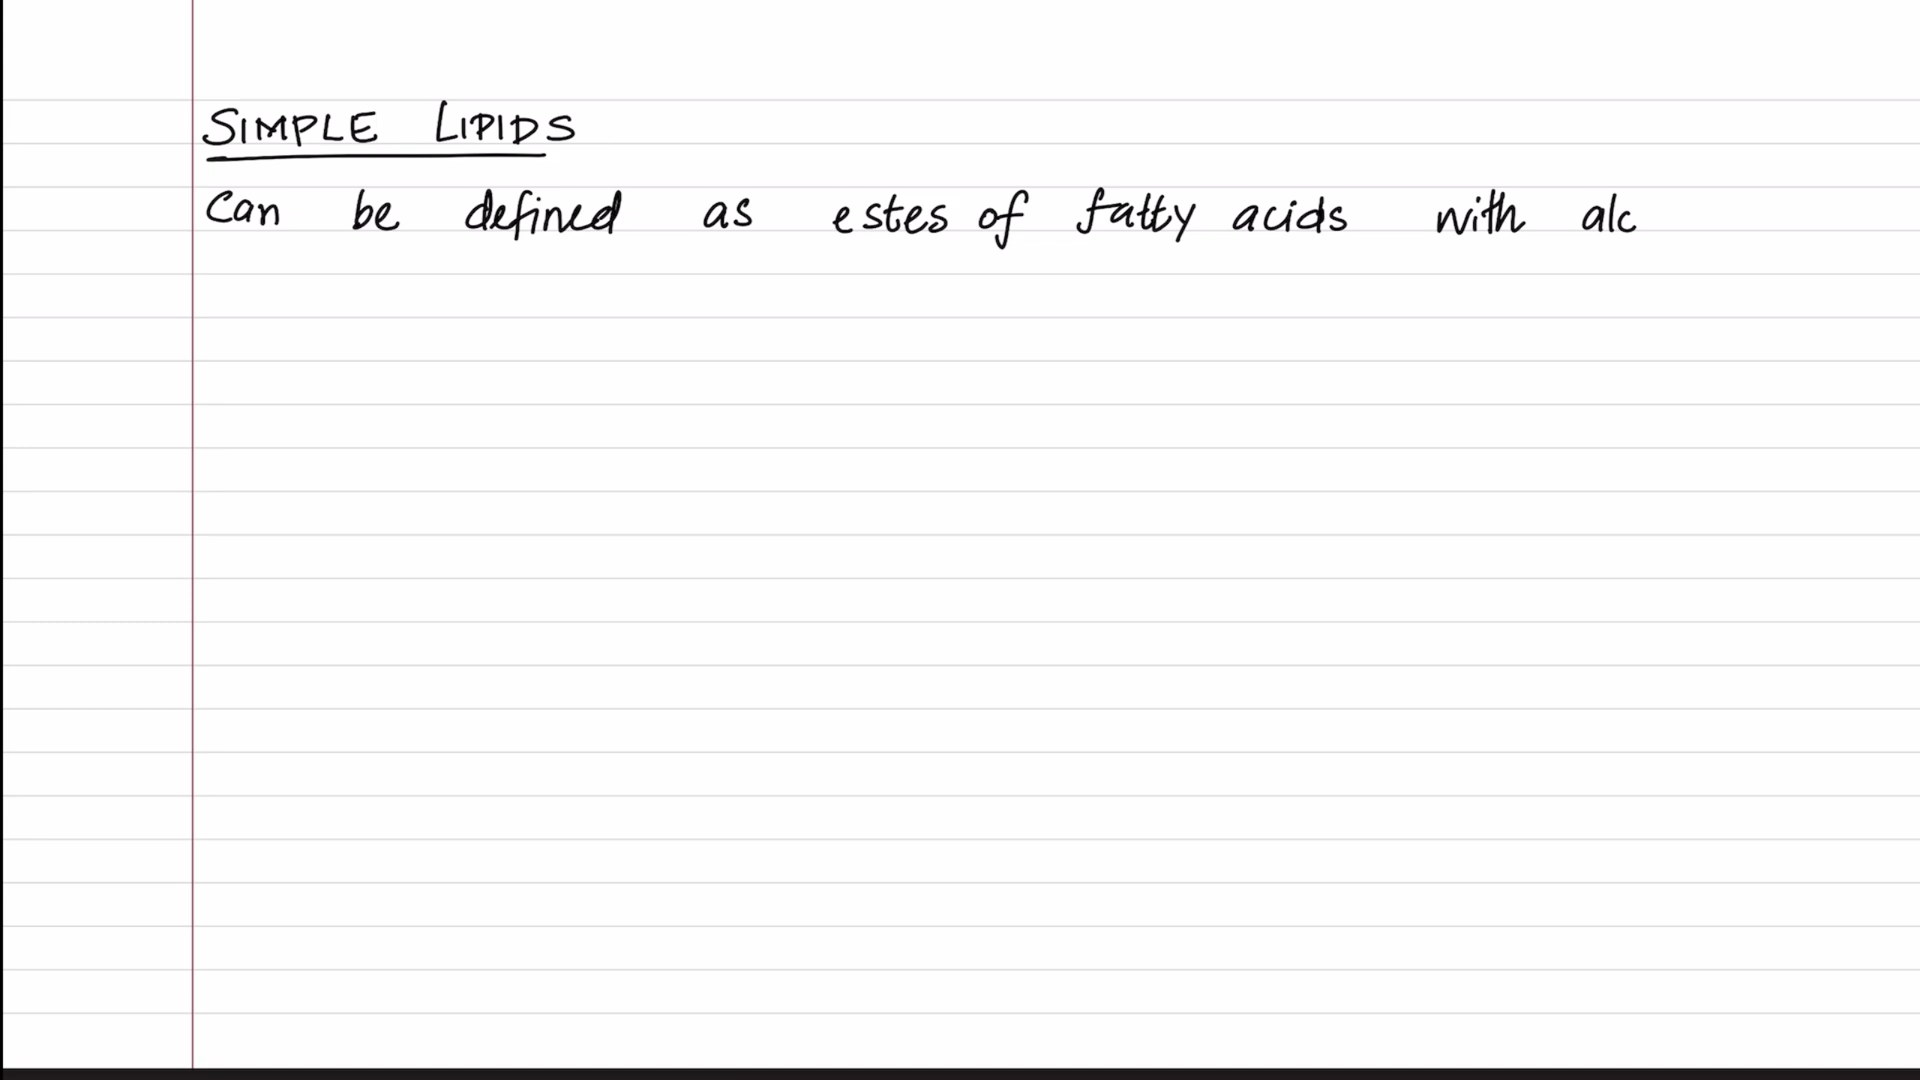 SIMPLE LIPIDS
Can be defined as estes of fatty acids with alc